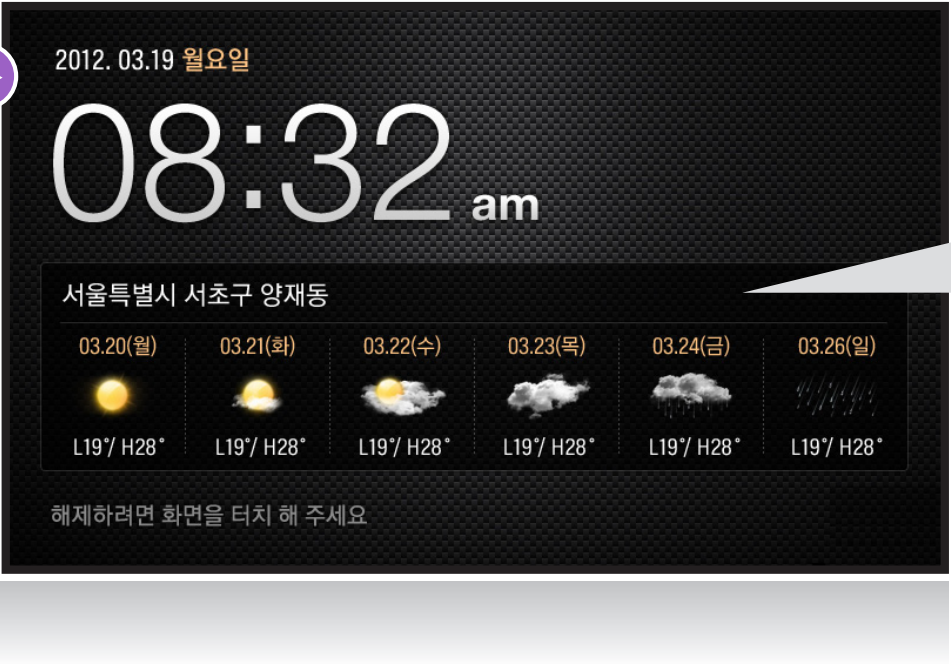 2012. 03.19 월요일
08:32 am
서울특별시 서초구 양재동
03.20(월) 03.21(화) 03.22(수) 03.23(목) 03.24(금) 03.26(일)
L19°/ H28° L19°/ H28° L19°/ H28° L19°/ H28° L19°/ H28° L19°/ H28°
해제하려면 화면을 터치 해 주세요